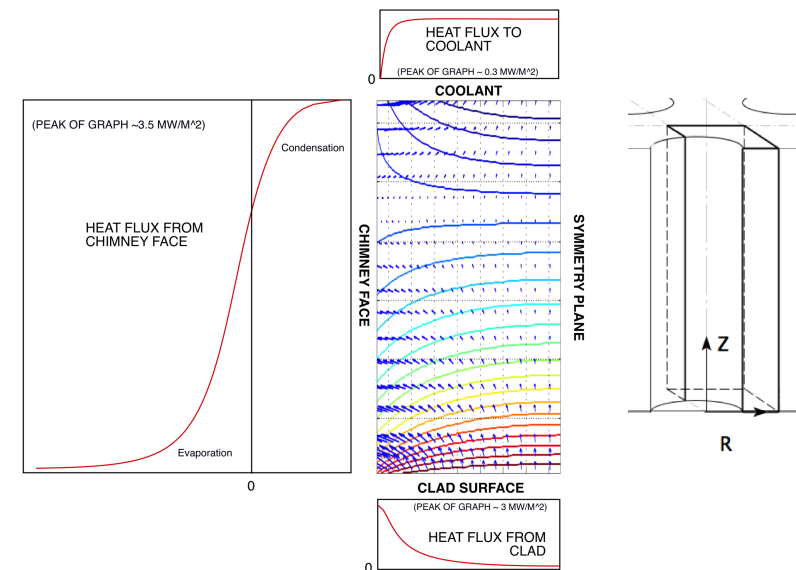 HEAT FLUX TO
COOLANT
(PEAK OF GRAPH ~ 0.3 MW/M^2)
0
COOLANT
(PEAK OF GRAPH ~3.5 MW/M^2)
Condensation
HEAT FLUX FROM
CHIMNEY FACE
Evaporation
0
CHIMNEY FACE
SYMMETRY PLANE
CLAD SURFACE
(PEAK OF GRAPH ~ 3 MW/M^2)
HEAT FLUX FROM
CLAD
0
Z
R